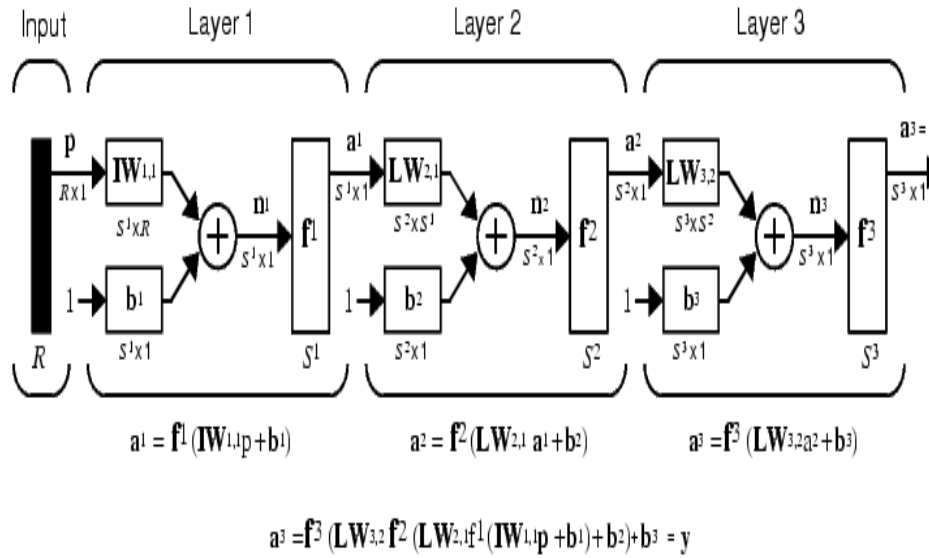 Input Layer 1 Layer 2 Layer 3
p a¹ a² a³ =
IW1,1 LW2,1 LW3,2
R×1 S¹×1 S²×1 S³×1
S¹×R n¹ S²×S¹ n² S³×S² n³
+ f¹ + f² + f³
S¹×1 S²×1 S³×1
1 b¹ 1 b² 1 b³
S¹×1 S²×1 S³×1
R S¹ S² S³
a¹ = f¹ (IW1,1p +b¹) a² = f² (LW2,1 a¹ +b²) a³ = f³ (LW3,2a² +b³)
a³ =f³ (LW3,2 f² (LW2,1f¹(IW1,1p +b¹)+b²)+b³ = y